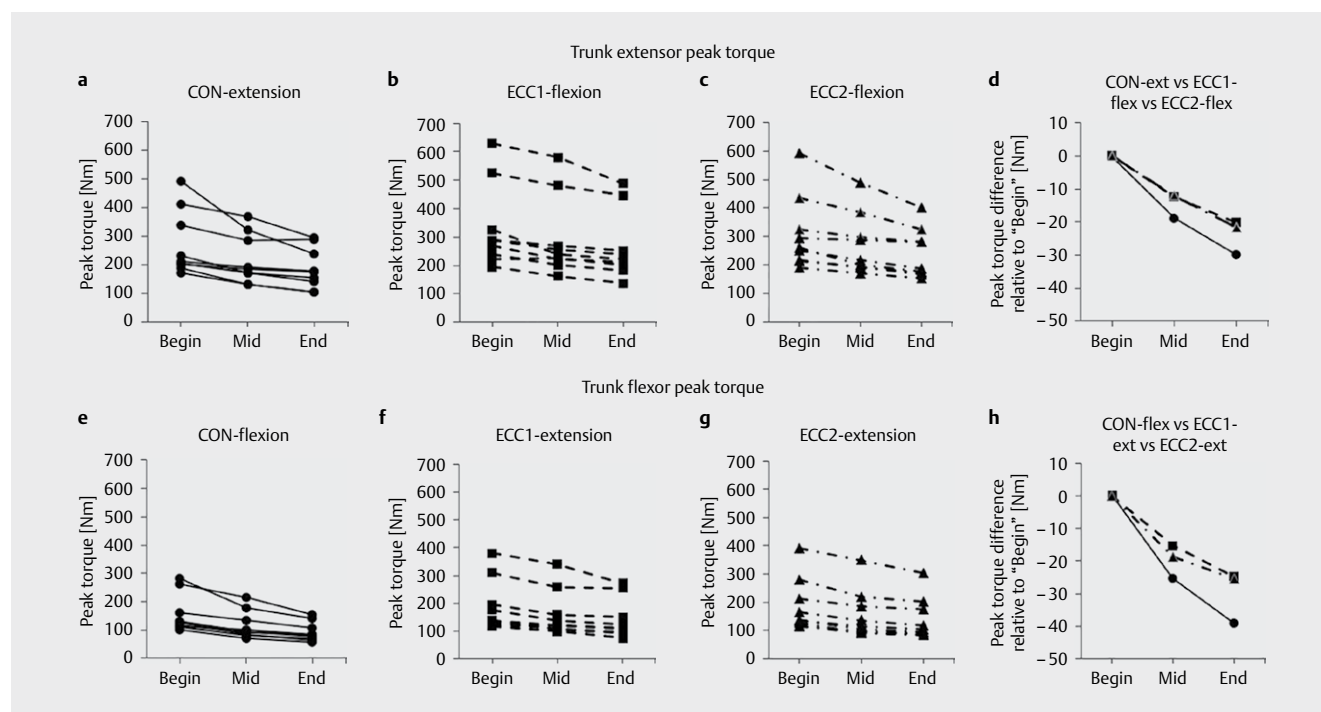 Trunk extensor peak torque
a
CON-extension
Peak torque [Nm]
700
600
500
400
300
200
100
0
Begin Mid End
b
ECC1-flexion
Peak torque [Nm]
700
600
500
400
300
200
100
0
Begin Mid End
c
ECC2-flexion
Peak torque [Nm]
700
600
500
400
300
200
100
0
Begin Mid End
d
CON-ext vs ECC1-
flex vs ECC2-flex
Peak torque difference
relative to “Begin” [Nm]
10
0
– 10
– 20
– 30
– 40
– 50
Begin Mid End
Trunk flexor peak torque
e
CON-flexion
Peak torque [Nm]
700
600
500
400
300
200
100
0
Begin Mid End
f
ECC1-extension
Peak torque [Nm]
700
600
500
400
300
200
100
0
Begin Mid End
g
ECC2-extension
Peak torque [Nm]
700
600
500
400
300
200
100
0
Begin Mid End
h
CON-flex vs ECC1-
ext vs ECC2-ext
Peak torque difference
relative to “Begin” [Nm]
10
0
– 10
– 20
– 30
– 40
– 50
Begin Mid End